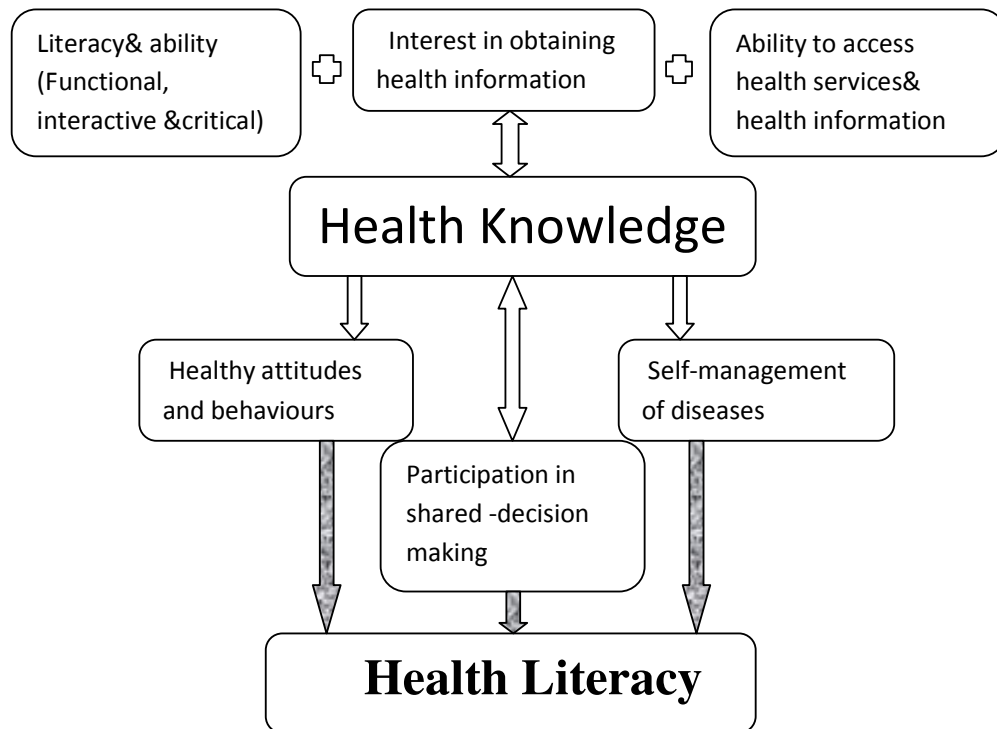 Literacy& ability
(Functional,
interactive &critical)
Interest in obtaining
health information
Ability to access
health services&
health information
Health Knowledge
Healthy attitudes
and behaviours
Self-management
of diseases
Participation in
shared -decision
making
Health Literacy